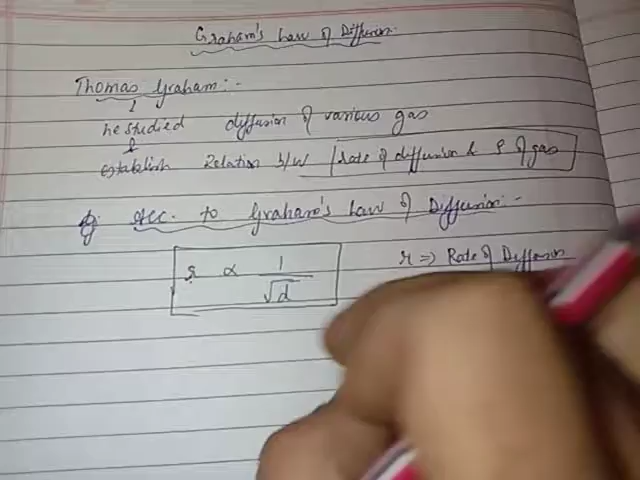 Graham's Law of Diffusion
Thomas Graham:-
he studied diffusion of various gas
&
establish Relation b/w rate of diffusion & ρ of gas
Acc. to Graham's Law of Diffusion:-
r ∝ 1/√d
r => Rate of Diffusion